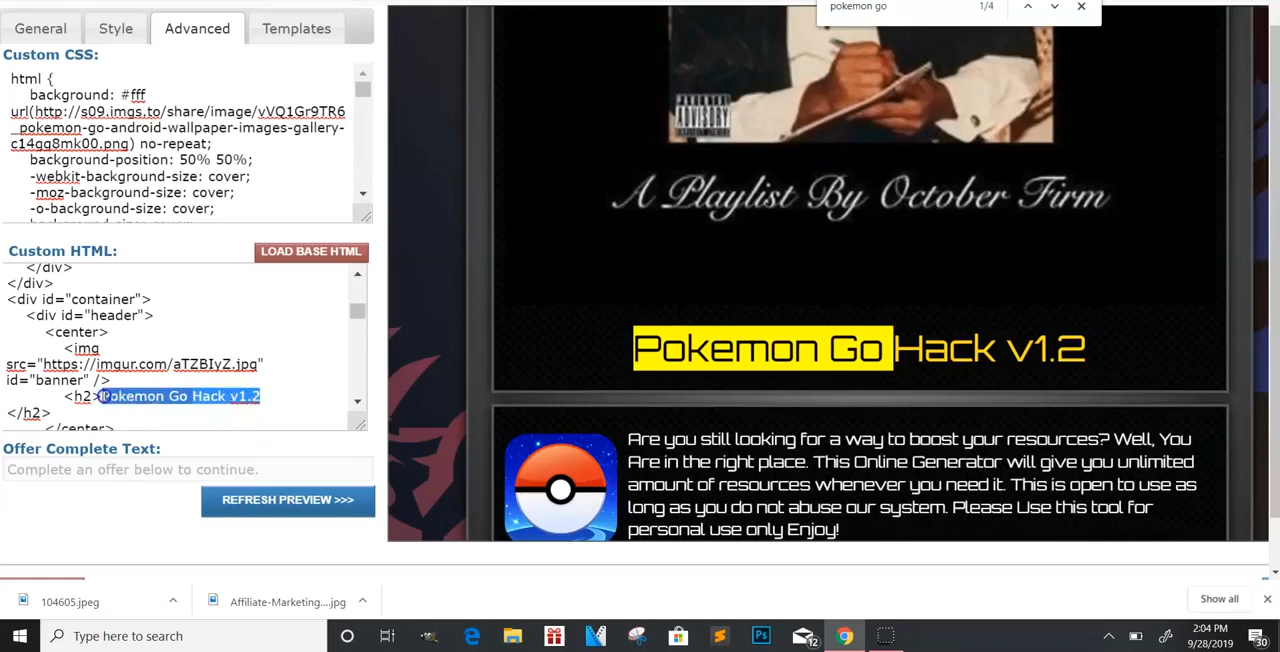 pokemon go 1/4
General Style Advanced Templates
Custom CSS:
html {
background: #fff
url(http://s09.imgs.to/share/image/vVQ1Gr9TR6
_pokemon-go-android-wallpaper-images-gallery-
c14gg8mk00.png) no-repeat;
background-position: 50% 50%;
-webkit-background-size: cover;
-moz-background-size: cover;
-o-background-size: cover;
Custom HTML:
LOAD BASE HTML
</div>
</div>
<div id="container">
<div id="header">
<center>
<img
src="https://imgur.com/aTZBIyZ.jpg"
id="banner" />
<h2>Pokemon Go Hack v1.2
</h2>
</center>
Offer Complete Text:
Complete an offer below to continue.
REFRESH PREVIEW >>>
PARENTAL
ADVISORY
A Playlist By October Firm
Pokemon Go Hack v1.2
Are you still looking for a way to boost your resources? Well, You
Are in the right place. This Online Generator will give you unlimited
amount of resources whenever you need it. This is open to use as
long as you do not abuse our system. Please Use this tool for
personal use only Enjoy!
104605.jpeg
Affiliate-Marketing....jpg
Show all
Type here to search
12
2:04 PM
9/28/2019
30